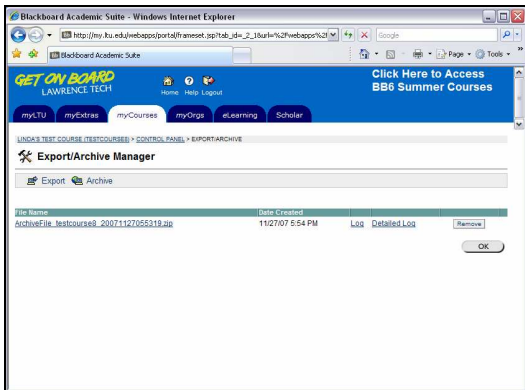 Blackboard Academic Suite - Windows Internet Explorer
http://my.ltu.edu/webapps/portal/frameset.jsp?tab_id=_2_1&url=%2Fwebapps%2f
Google
Blackboard Academic Suite
Page Tools
GET ON BOARD
LAWRENCE TECH
Home Help Logout
Click Here to Access
BB6 Summer Courses
myLTU myExtras myCourses myOrgs eLearning Scholar
LINDA'S TEST COURSE (TESTCOURSE8) > CONTROL PANEL > EXPORT/ARCHIVE
Export/Archive Manager
Export Archive
File Name Date Created
ArchiveFile_testcourse8_20071127055319.zip 11/27/07 5:54 PM Log Detailed Log Remove
OK